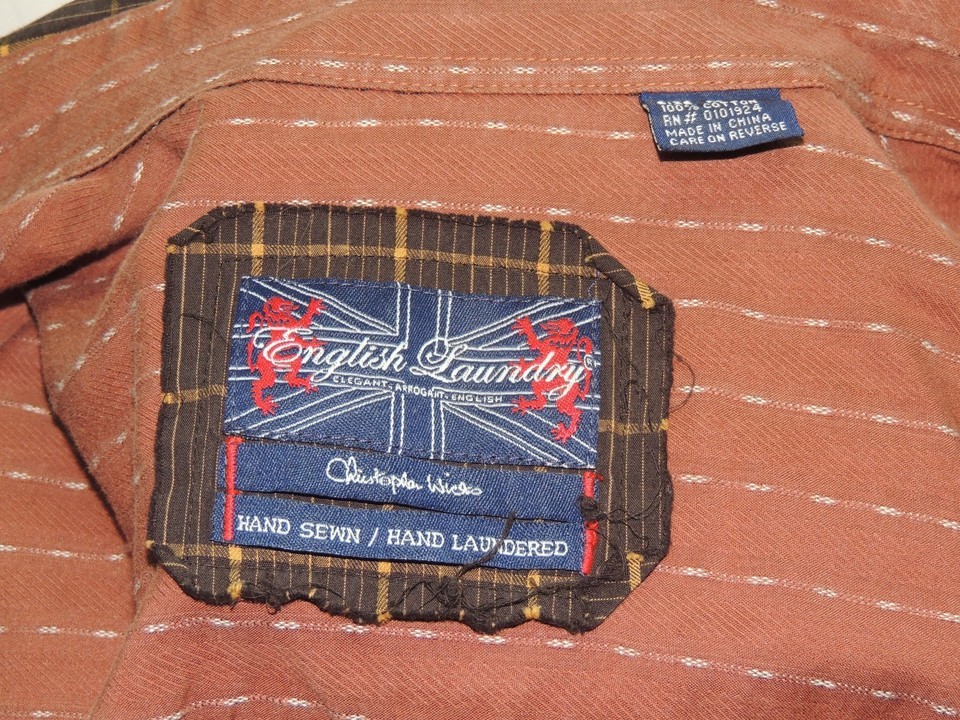 100% COTTON
RN# 0101924
MADE IN CHINA
CARE ON REVERSE
English Laundry®
ELEGANT · ARROGANT · ENGLISH
Christopher Wicks
HAND SEWN / HAND LAUNDERED